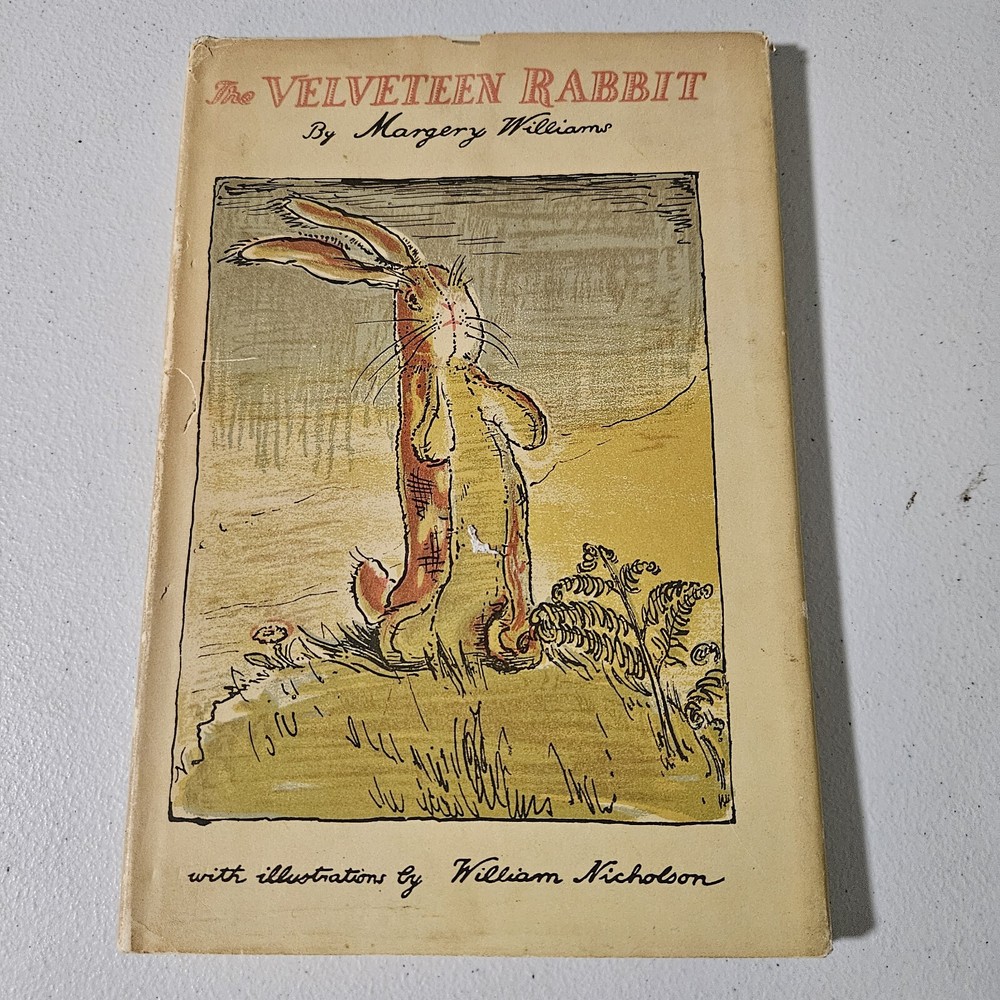 The VELVETEEN RABBIT
By Margery Williams
with illustrations by William Nicholson